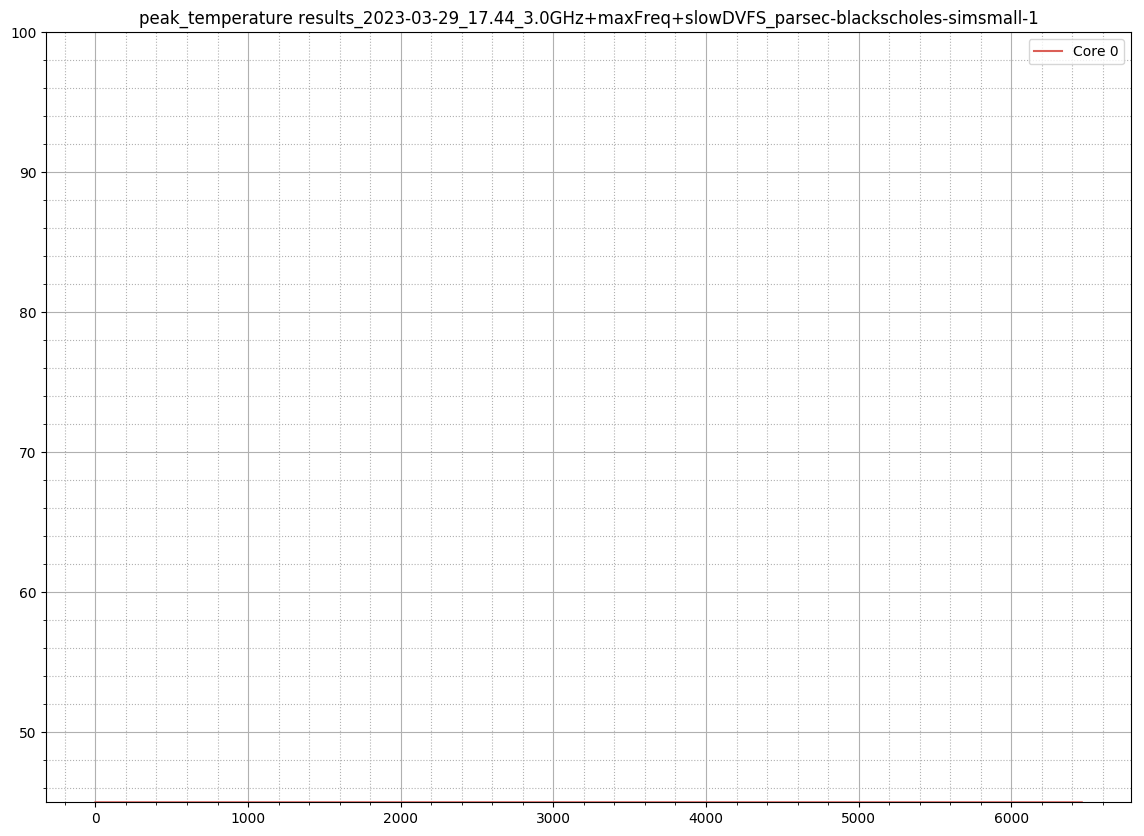 peak_temperature results_2023-03-29_17.44_3.0GHz+maxFreq+slowDVFS_parsec-blackscholes-simsmall-1
Core 0
100
90
80
70
60
50
0 1000 2000 3000 4000 5000 6000